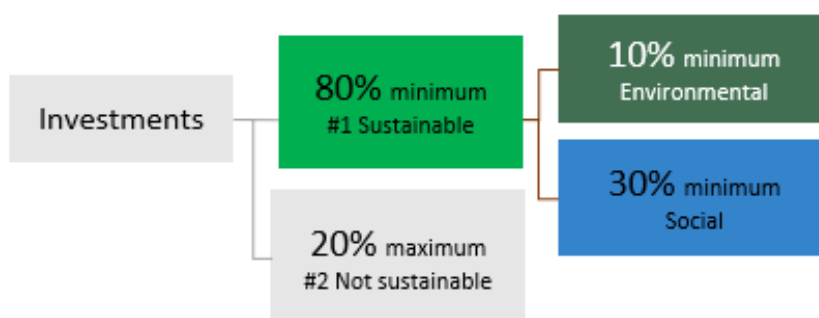 Investments
80% minimum
#1 Sustainable
20% maximum
#2 Not sustainable
10% minimum
Environmental
30% minimum
Social